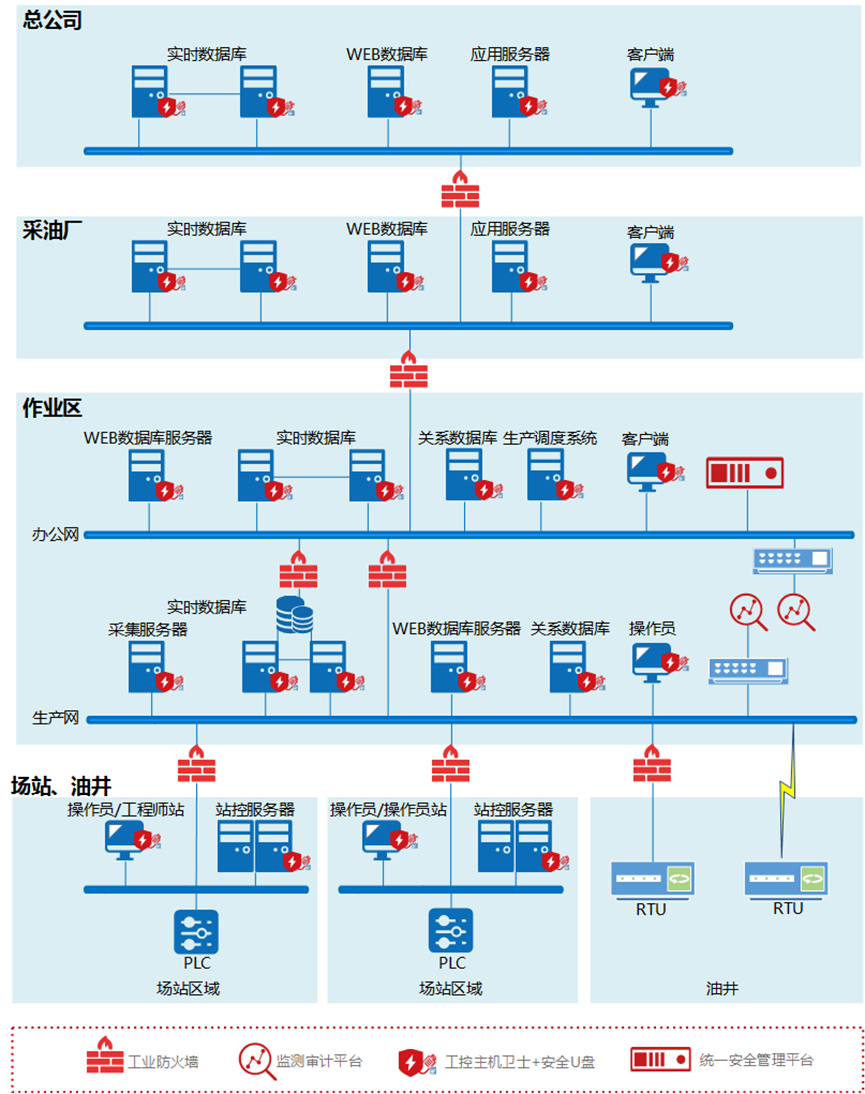 总公司
实时数据库
WEB数据库
应用服务器
客户端
采油厂
实时数据库
WEB数据库
应用服务器
客户端
作业区
WEB数据库服务器
实时数据库
关系数据库
生产调度系统
客户端
办公网
实时数据库
采集服务器
WEB数据库服务器
关系数据库
操作员
生产网
场站、油井
操作员/工程师站
站控服务器
操作员/操作员站
站控服务器
RTU
RTU
PLC
PLC
场站区域
场站区域
油井
工业防火墙
监测审计平台
工控主机卫士+安全U盘
统一安全管理平台